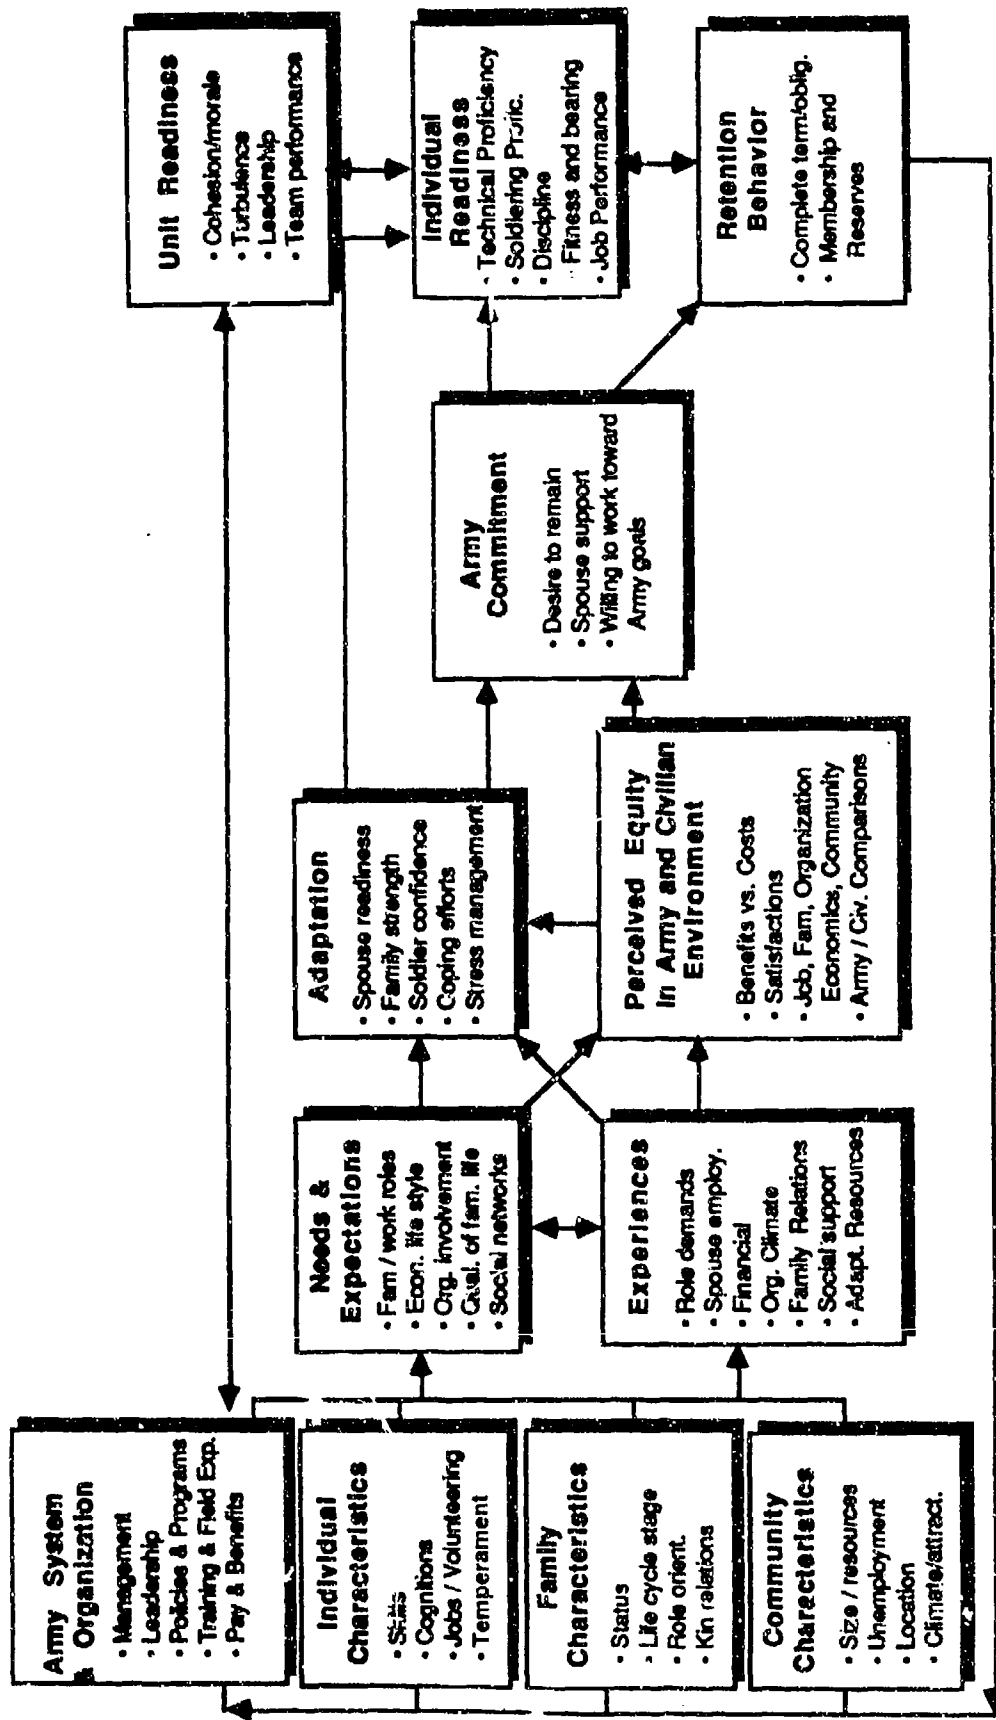 Army System
& Organization
• Management
• Leadership
• Policies & Programs
• Training & Field Exp.
• Pay & Benefits
Individual
Characteristics
• Skills
• Cognitions
• Jobs / Volunteering
• Temperament
Family
Characteristics
• Status
• Life cycle stage
• Role orient.
• Kin relations
Community
Characteristics
• Size / resources
• Unemployment
• Location
• Climate/attract.
Needs &
Expectations
• Fam / work roles
• Econ. life style
• Org. involvement
• Qual. of fam. life
• Social networks
Experiences
• Role demands
• Spouse employ.
• Financial
• Org. Climate
• Family Relations
• Social support
• Adapt. Resources
Adaptation
• Spouse readiness
• Family strength
• Soldier confidence
• Coping efforts
• Stress management
Perceived Equity
In Army and Civilian
Environment
• Benefits vs. Costs
• Satisfactions
• Job, Fam, Organization
Economics, Community
• Army / Civ. Comparisons
Army
Commitment
• Desire to remain
• Spouse support
• Willing to work toward
Army goals
Unit Readiness
• Cohesion/morale
• Turbulence
• Leadership
• Team performance
Individual
Readiness
• Technical Proficiency
• Soldiering Profic.
• Discipline
• Fitness and bearing
• Job Performance
Retention
Behavior
• Complete term/oblig.
• Membership and
Reserves